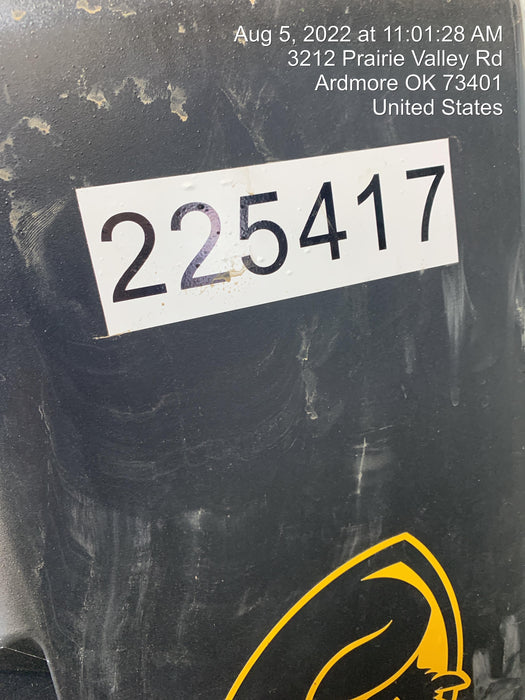 Aug 5, 2022 at 11:01:28 AM
3212 Prairie Valley Rd
Ardmore OK 73401
United States
225417